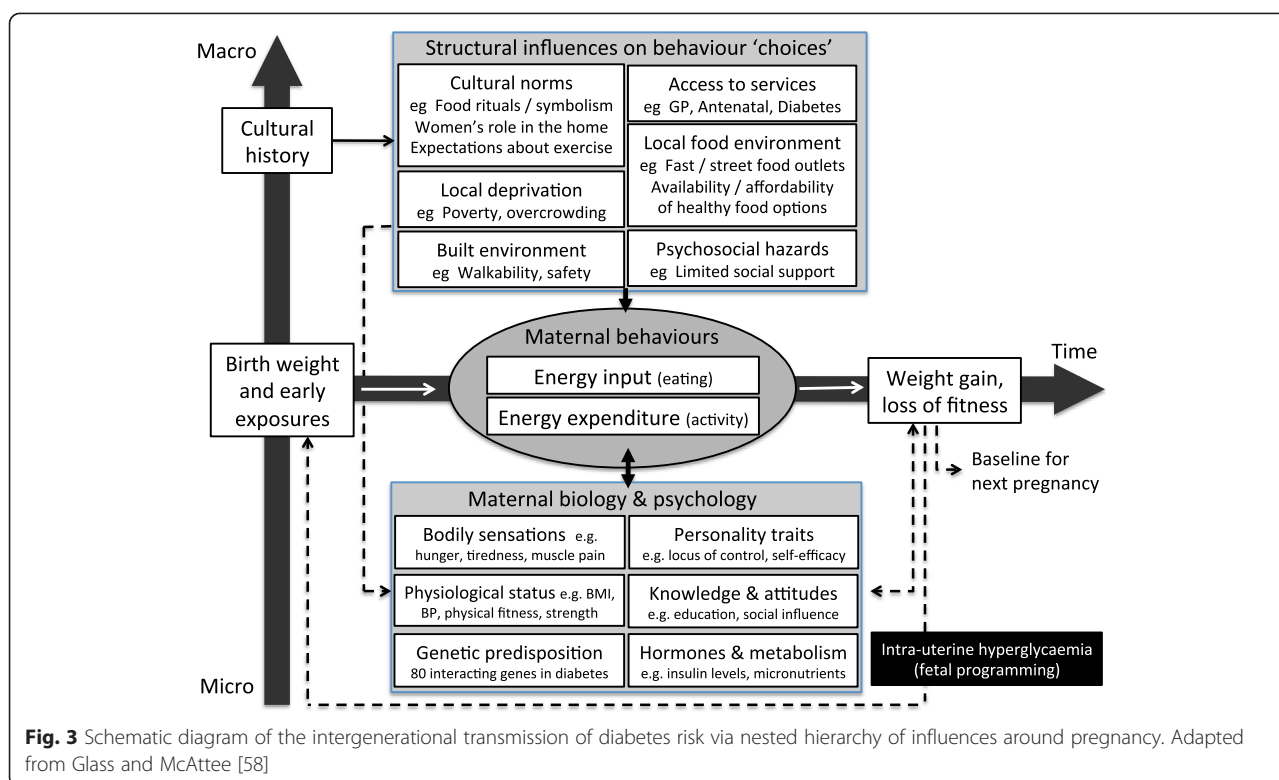 Macro
Structural influences on behaviour ‘choices’
Cultural norms
eg Food rituals / symbolism
Women’s role in the home
Expectations about exercise
Access to services
eg GP, Antenatal, Diabetes
Cultural
history
Local food environment
eg Fast / street food outlets
Availability / affordability
of healthy food options
Local deprivation
eg Poverty, overcrowding
Built environment
eg Walkability, safety
Psychosocial hazards
eg Limited social support
Maternal behaviours
Energy input (eating)
Energy expenditure (activity)
Birth weight
and early
exposures
Time
Weight gain,
loss of fitness
Baseline for
next pregnancy
Maternal biology & psychology
Bodily sensations e.g.
hunger, tiredness, muscle pain
Personality traits
e.g. locus of control, self-efficacy
Physiological status e.g. BMI,
BP, physical fitness, strength
Knowledge & attitudes
e.g. education, social influence
Genetic predisposition
80 interacting genes in diabetes
Hormones & metabolism
e.g. insulin levels, micronutrients
Intra-uterine hyperglycaemia
(fetal programming)
Micro
Fig. 3 Schematic diagram of the intergenerational transmission of diabetes risk via nested hierarchy of influences around pregnancy. Adapted
from Glass and McAttee [58]